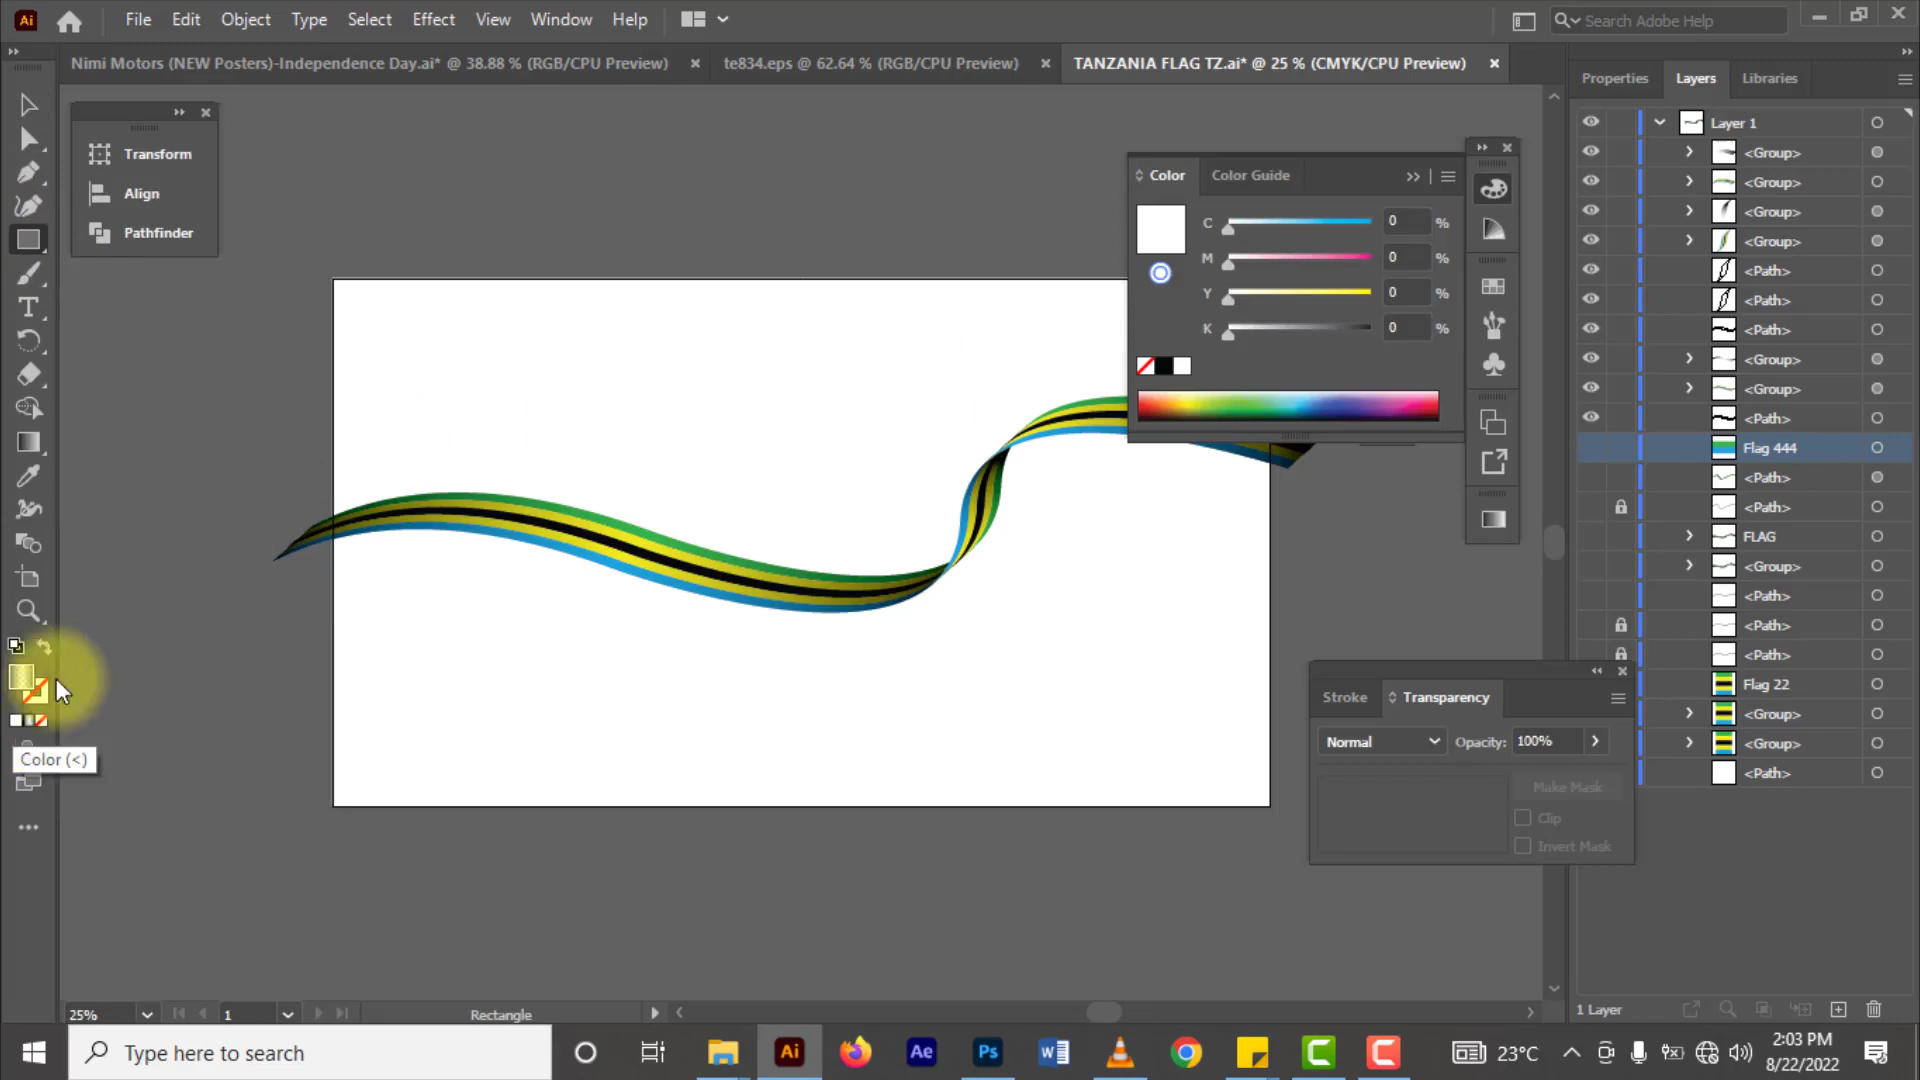 Ai File Edit Object Type Select Effect View Window Help Search Adobe Help
Nimi Motors (NEW Posters)-Independence Day.ai* @ 38.88 % (RGB/CPU Preview) te834.eps @ 62.64 % (RGB/CPU Preview) TANZANIA FLAG TZ.ai* @ 25 % (CMYK/CPU Preview)
Properties Layers Libraries
Transform
Align
Pathfinder
Color Color Guide
C 0 %
M 0 %
Y 0 %
K 0 %
Layer 1
<Group>
<Group>
<Group>
<Group>
<Path>
<Path>
<Path>
<Group>
<Group>
<Path>
Flag 444
<Path>
<Path>
FLAG
<Group>
<Path>
<Path>
<Path>
Flag 22
<Group>
<Group>
<Path>
Stroke Transparency
Normal Opacity: 100%
Make Mask
Clip
Invert Mask
Color (<)
25% 1 Rectangle
1 Layer
Type here to search
Ai Ae Ps
23°C
2:03 PM
8/22/2022